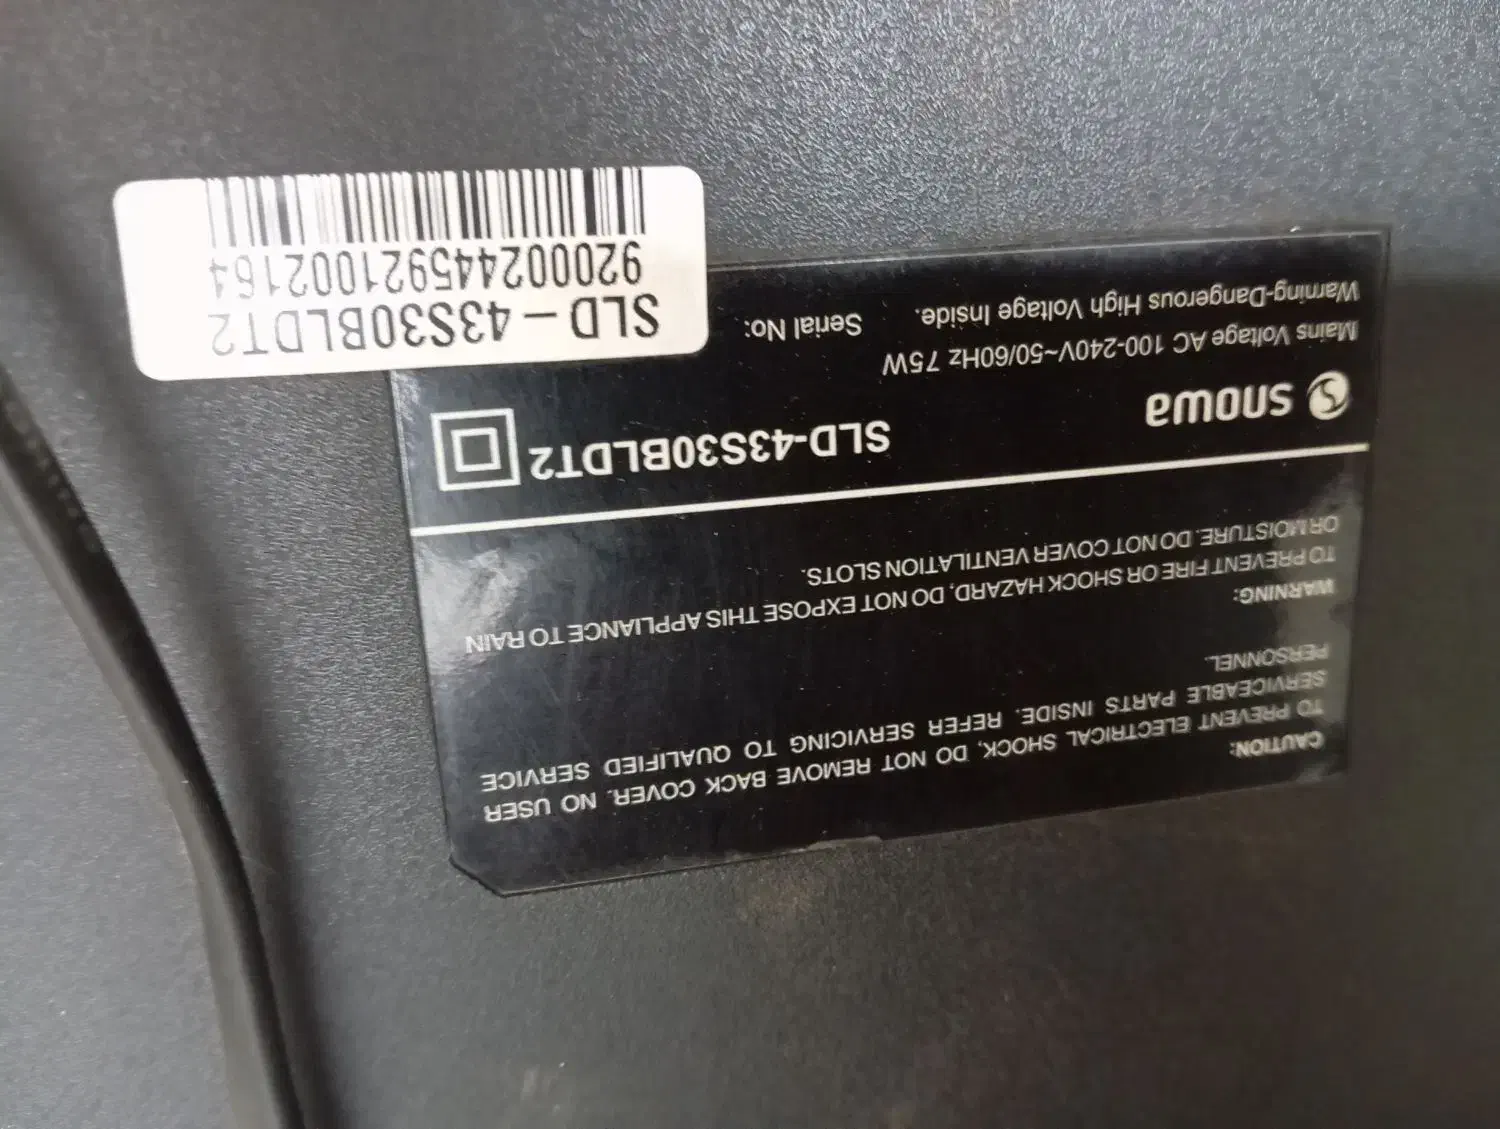 CAUTION:
TO PREVENT ELECTRICAL SHOCK, DO NOT REMOVE BACK COVER. NO USER
SERVICEABLE PARTS INSIDE. REFER SERVICING TO QUALIFIED SERVICE
PERSONNEL.
WARNING:
TO PREVENT FIRE OR SHOCK HAZARD, DO NOT EXPOSE THIS APPLIANCE TO RAIN
OR MOISTURE. DO NOT COVER VENTILATION SLOTS.
snowa
SLD-43S30BLDT2
Mains Voltage AC 100-240V~50/60Hz 75W
Warning-Dangerous High Voltage Inside.
Serial No:
SLD-43S30BLDT2
920002445921002164